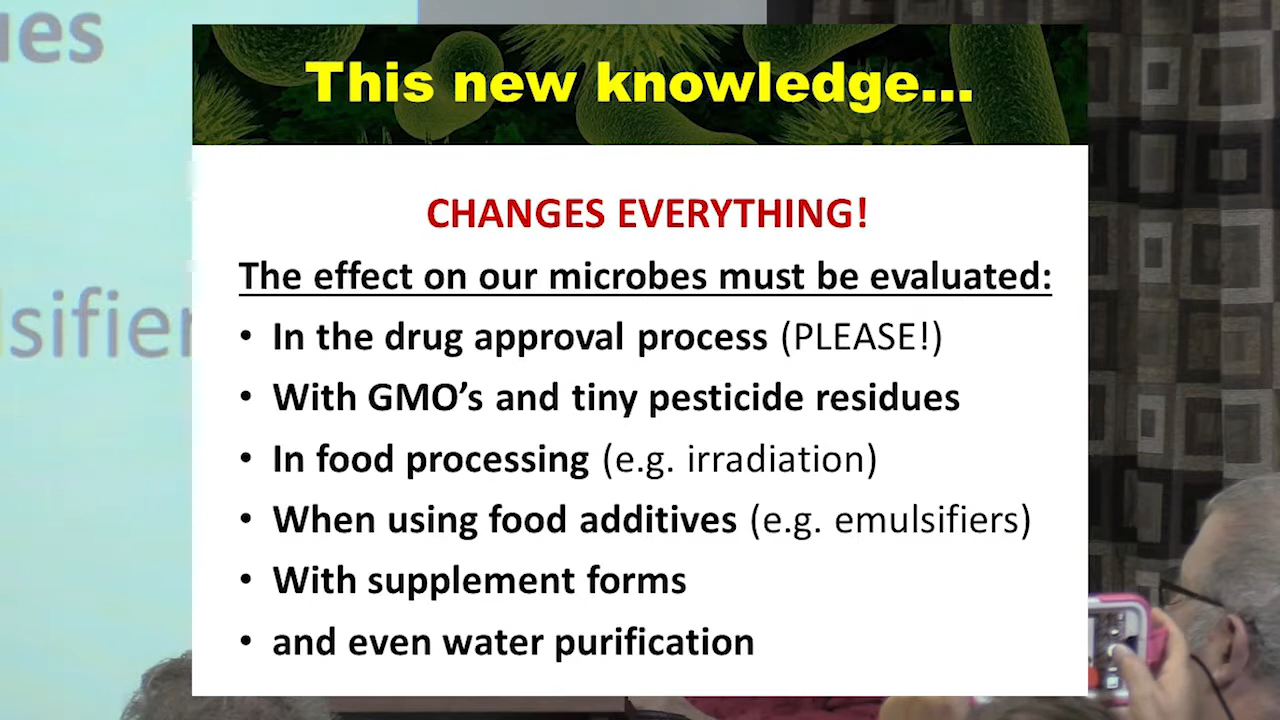 This new knowledge...
CHANGES EVERYTHING!
The effect on our microbes must be evaluated:
• In the drug approval process (PLEASE!)
• With GMO’s and tiny pesticide residues
• In food processing (e.g. irradiation)
• When using food additives (e.g. emulsifiers)
• With supplement forms
• and even water purification